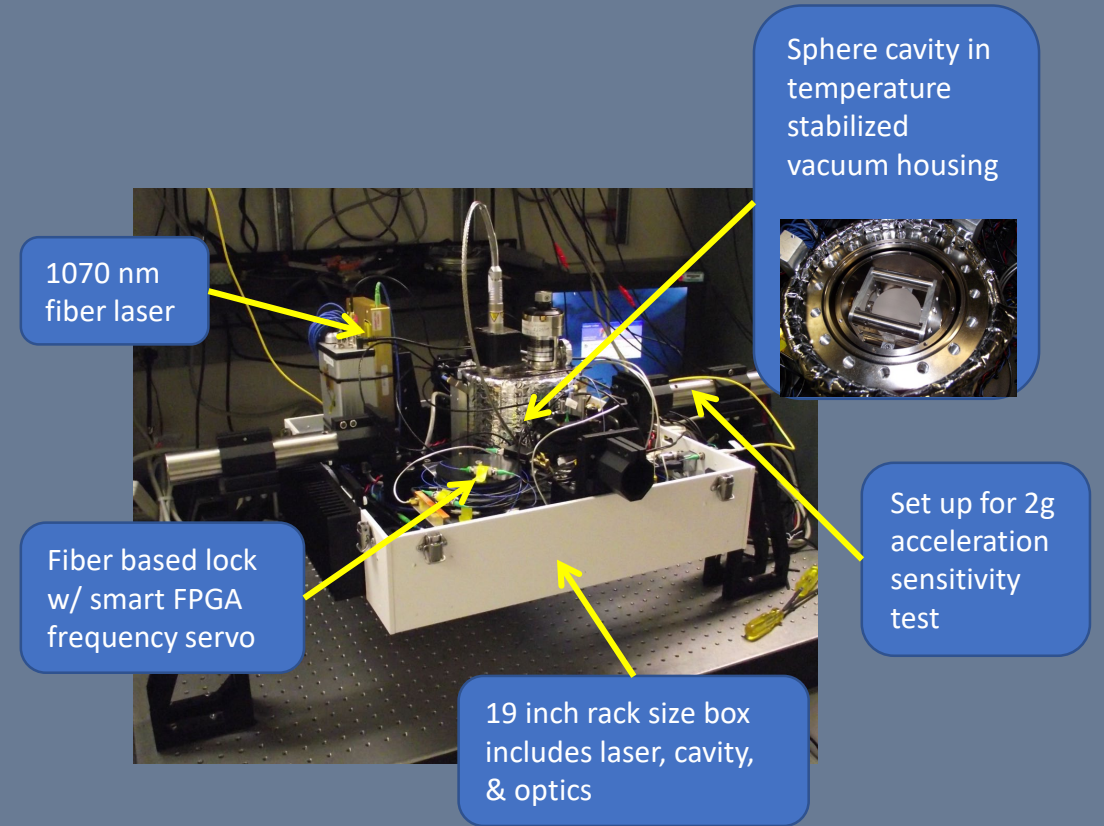 Sphere cavity in
temperature
stabilized
vacuum housing
1070 nm
fiber laser
Set up for 2g
acceleration
sensitivity
test
Fiber based lock
w/ smart FPGA
frequency servo
19 inch rack size box
includes laser, cavity,
& optics